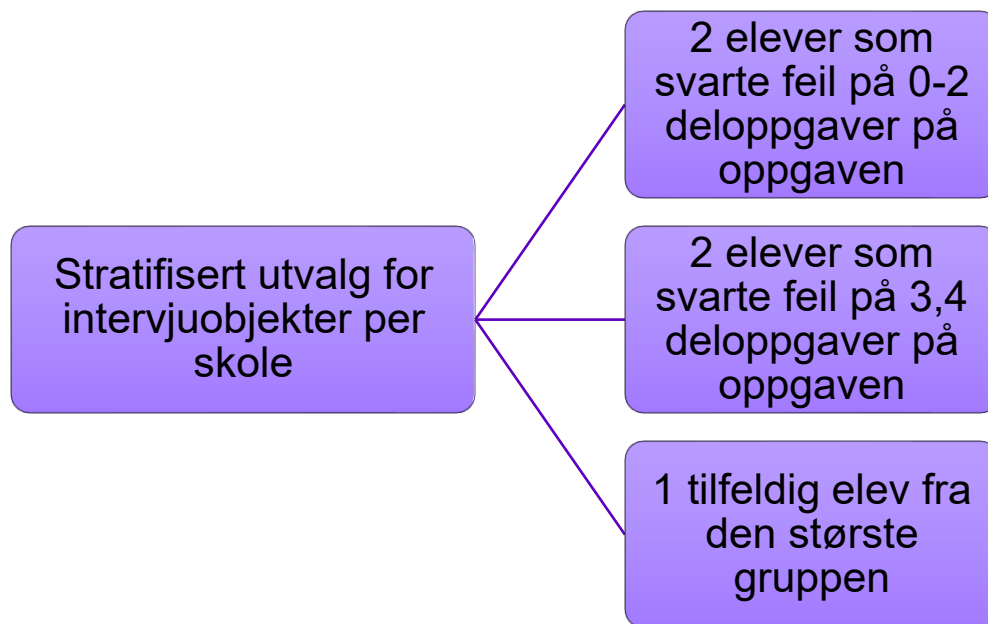 Stratifisert utvalg for
intervjuobjekter per
skole
2 elever som
svarte feil på 0-2
deloppgaver på
oppgaven
2 elever som
svarte feil på 3,4
deloppgaver på
oppgaven
1 tilfeldig elev fra
den største
gruppen